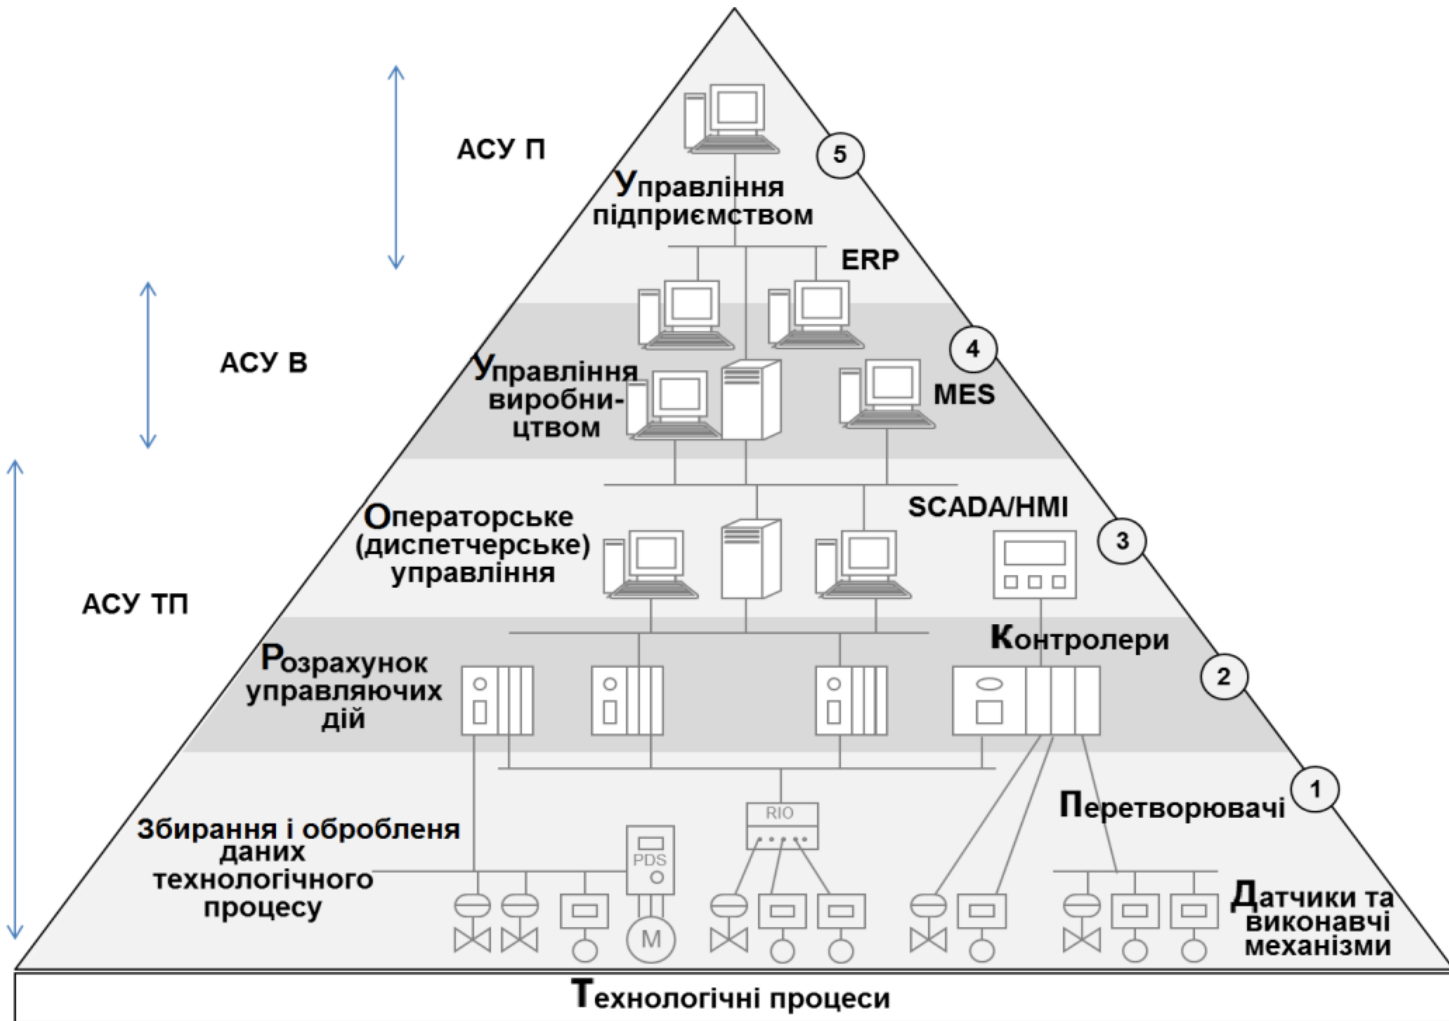 АСУ П
5
Управління
підприємством
ERP
АСУ В
4
Управління
виробни-
цтвом
MES
SCADA/HMI
Операторське
(диспетчерське)
управління
3
АСУ ТП
Контролери
Розрахунок
управляючих
дій
2
1
Перетворювачі
RIO
Збирання і обробленя
даних
технологічного
процесу
PDS
M
Датчики та
виконавчі
механізми
Технологічні процеси